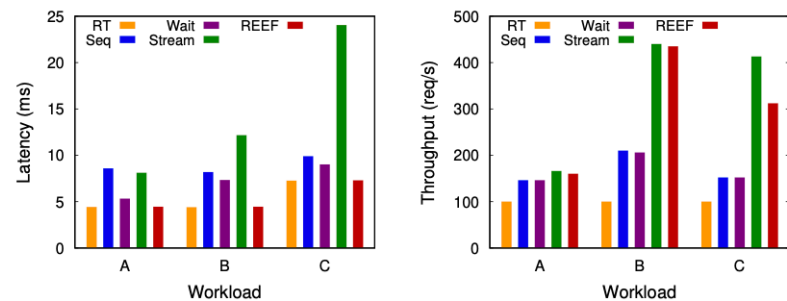 RT Wait REEF
Seq Stream
Latency (ms)
25
20
15
10
5
0
A B C
Workload
RT Wait REEF
Seq Stream
Throughput (req/s)
500
400
300
200
100
0
A B C
Workload